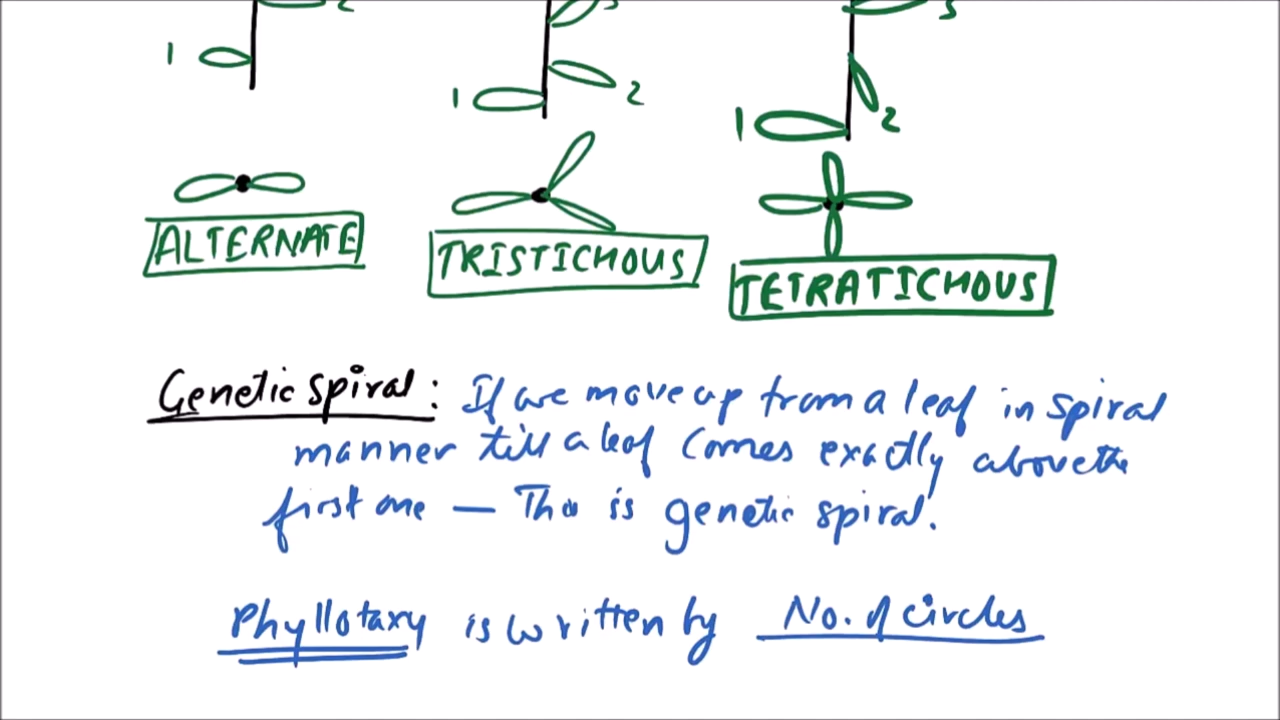 2 3 3
1
1 2
1 2
ALTERNATE
TRISTICHOUS
TETRATICHOUS
Genetic spiral : If we move up from a leaf in spiral
manner till a leaf comes exactly above the
first one — This is genetic spiral.
Phyllotaxy is written by No. of circles